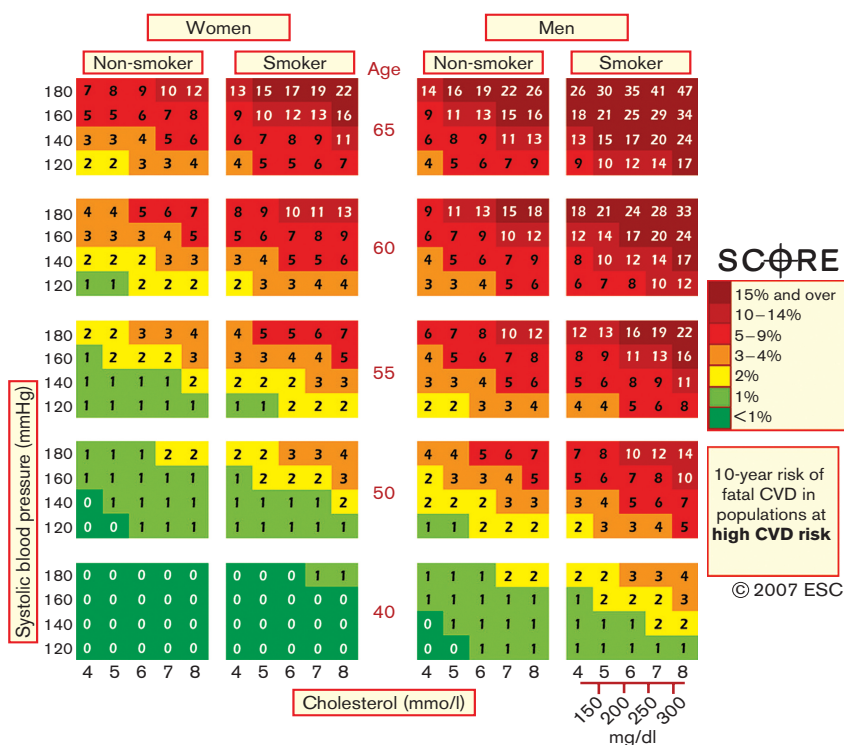 Women
Men
Non-smoker
Smoker
Age
Non-smoker
Smoker
180 7 8 9 10 12 13 15 17 19 22 14 16 19 22 26 26 30 35 41 47
160 5 5 6 7 8 9 10 12 13 16 9 11 13 15 16 18 21 25 29 34
65
140 3 3 4 5 6 6 7 8 9 11 6 8 9 11 13 13 15 17 20 24
120 2 2 3 3 4 4 5 5 6 7 4 5 6 7 9 9 10 12 14 17
180 4 4 5 6 7 8 9 10 11 13 9 11 13 15 18 18 21 24 28 33
160 3 3 3 4 5 5 6 7 8 9 6 7 9 10 12 12 14 17 20 24
60
140 2 2 2 3 3 3 4 5 5 6 4 5 6 7 9 8 10 12 14 17
120 1 1 2 2 2 2 3 3 4 4 3 3 4 5 6 6 7 8 10 12
180 2 2 3 3 4 4 5 5 6 7 6 7 8 10 12 12 13 16 19 22
160 1 2 2 2 3 3 3 4 4 5 4 5 6 7 8 8 9 11 13 16
55
140 1 1 1 1 2 2 2 2 3 3 3 3 4 5 6 5 6 8 9 11
120 1 1 1 1 1 1 1 2 2 2 2 2 3 3 4 4 4 5 6 8
180 1 1 1 2 2 2 2 3 3 4 4 4 5 6 7 7 8 10 12 14
160 1 1 1 1 1 1 2 2 2 3 2 3 3 4 5 5 6 7 8 10
50
140 0 1 1 1 1 1 1 1 1 2 2 2 2 3 3 3 4 5 6 7
120 0 0 1 1 1 1 1 1 1 1 1 1 2 2 2 2 3 3 4 5
180 0 0 0 0 0 0 0 0 1 1 1 1 1 2 2 2 2 3 3 4
160 0 0 0 0 0 0 0 0 0 0 1 1 1 1 1 1 2 2 2 3
40
140 0 0 0 0 0 0 0 0 0 0 0 1 1 1 1 1 1 1 2 2
120 0 0 0 0 0 0 0 0 0 0 0 0 1 1 1 1 1 1 1 1
4 5 6 7 8 4 5 6 7 8 4 5 6 7 8
150 200 250 300
mg/dl
Cholesterol (mmo/l)
Systolic blood pressure (mmHg)
SCORE
15% and over
10–14%
5–9%
3–4%
2%
1%
<1%
10-year risk of
fatal CVD in
populations at
high CVD risk
© 2007 ESC